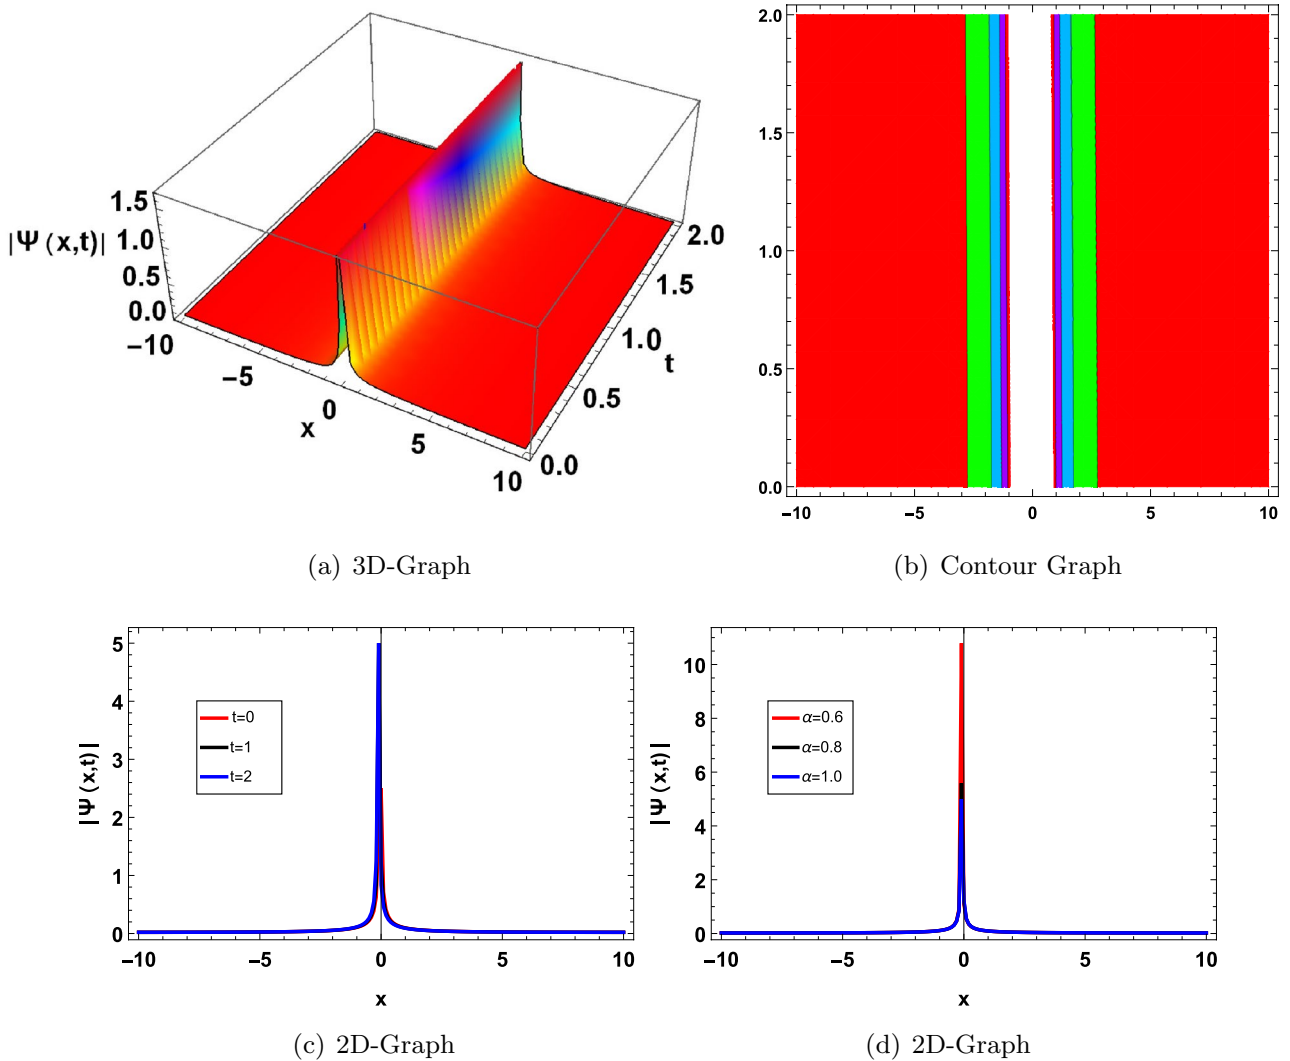 |Ψ (x,t)|
1.5
1.0
0.5
0.0
−10
−5
0
5
10
x
0.0
0.5
1.0
1.5
2.0
t
(a) 3D-Graph
2.0
1.5
1.0
0.5
0.0
−10 −5 0 5 10
(b) Contour Graph
|Ψ (x,t)|
5
4
3
2
1
0
t=0
t=1
t=2
−10 −5 0 5 10
x
(c) 2D-Graph
|Ψ (x,t)|
10
8
6
4
2
0
α=0.6
α=0.8
α=1.0
−10 −5 0 5 10
x
(d) 2D-Graph